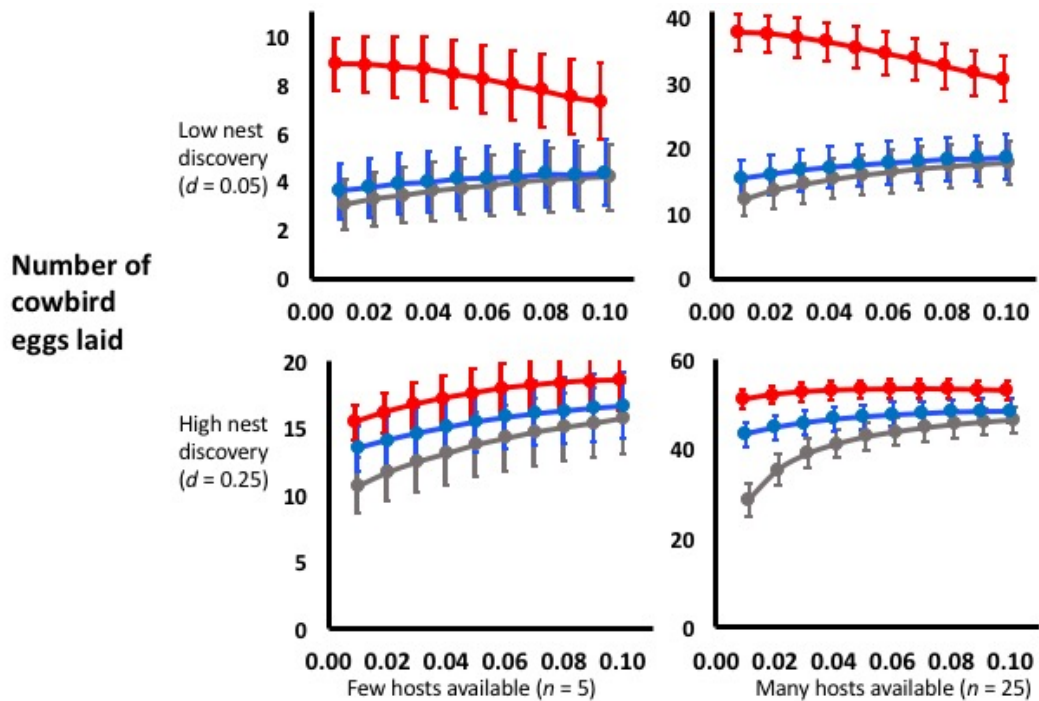 10
8
6
4
2
0
0.00 0.02 0.04 0.06 0.08 0.10
40
30
20
10
0
0.00 0.02 0.04 0.06 0.08 0.10
Low nest
discovery
(d = 0.05)
Number of
cowbird
eggs laid
20
15
10
5
0
0.00 0.02 0.04 0.06 0.08 0.10
60
40
20
0
0.00 0.02 0.04 0.06 0.08 0.10
High nest
discovery
(d = 0.25)
Few hosts available (n = 5)
Many hosts available (n = 25)